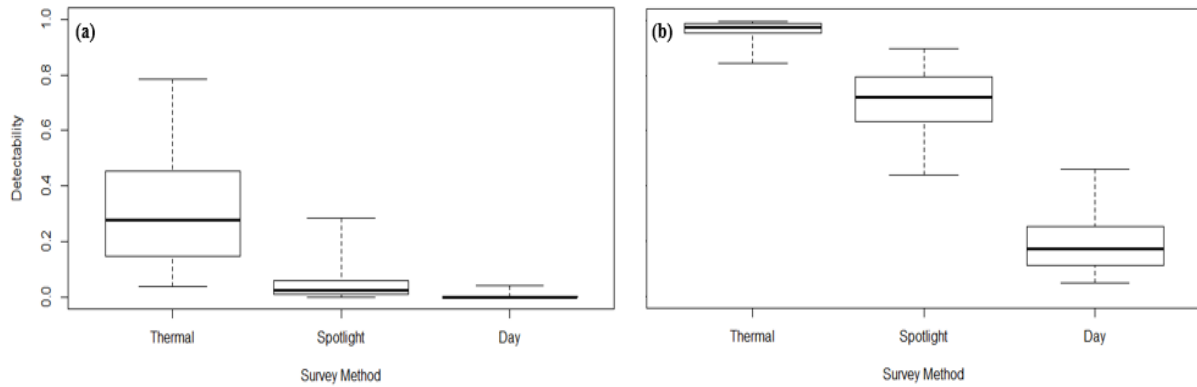 (a)
Detectability
1.0
0.8
0.6
0.4
0.2
0.0
Thermal Spotlight Day
Survey Method
(b)
Thermal Spotlight Day
Survey Method